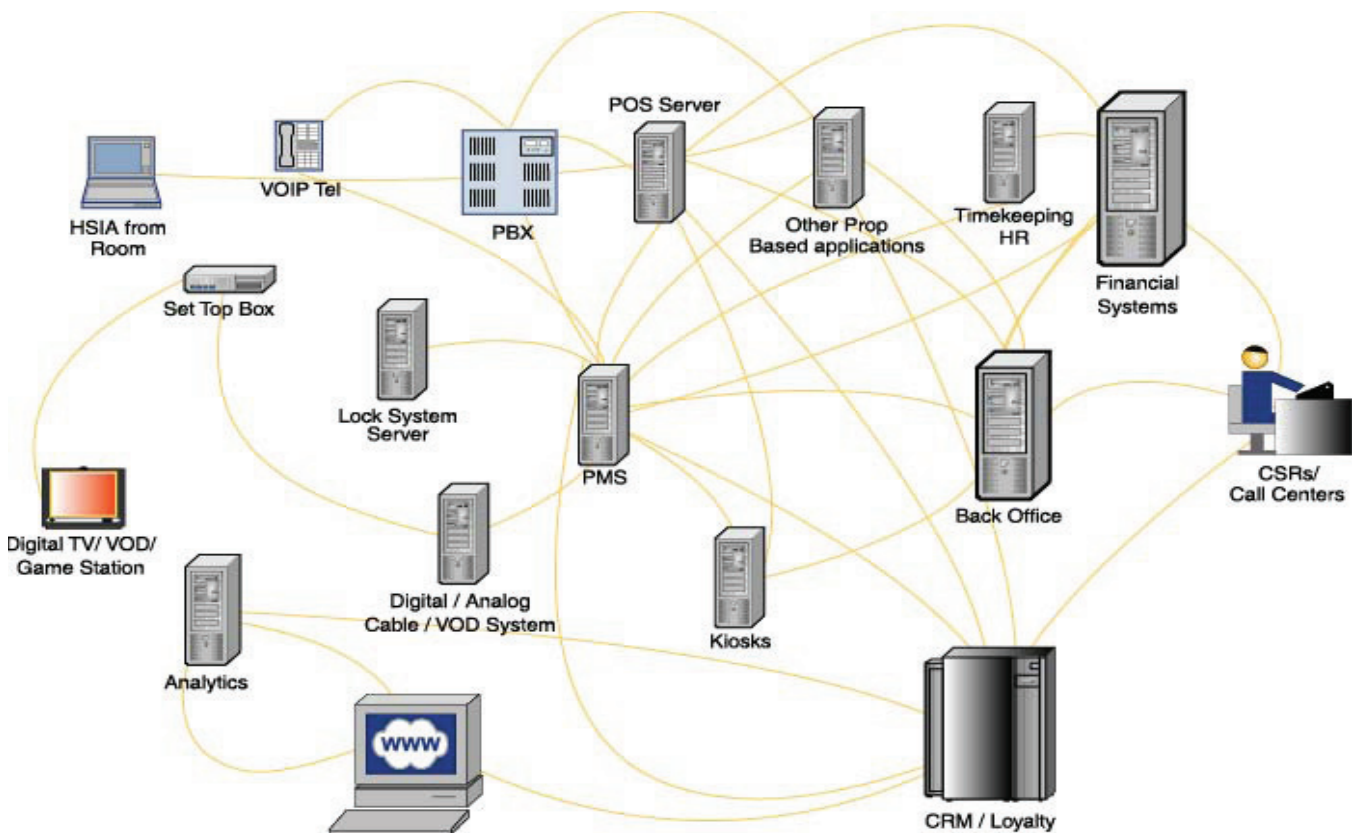 POS Server
VOIP Tel
HSIA from
Room
PBX
Other Prop
Based applications
Timekeeping
HR
Financial
Systems
Set Top Box
Lock System
Server
PMS
CSRs/
Call Centers
Back Office
Digital TV/ VOD/
Game Station
Digital / Analog
Cable / VOD System
Kiosks
Analytics
WWW
CRM / Loyalty